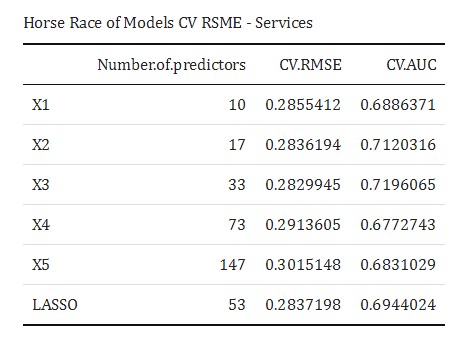 Horse Race of Models CV RSME - Services
Number.of.predictors CV.RMSE CV.AUC
X1 10 0.2855412 0.6886371
X2 17 0.2836194 0.7120316
X3 33 0.2829945 0.7196065
X4 73 0.2913605 0.6772743
X5 147 0.3015148 0.6831029
LASSO 53 0.2837198 0.6944024